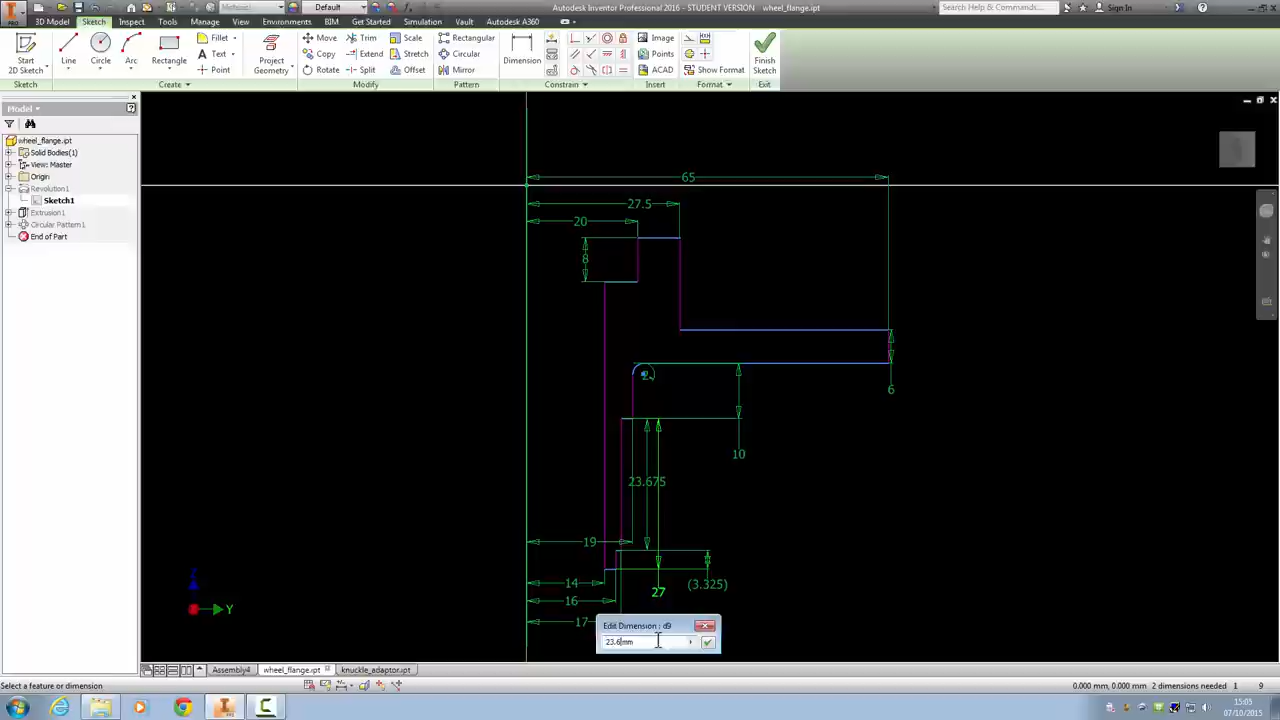 PRO
Mefobist
Default
Autodesk Inventor Professional 2016 - STUDENT VERSION wheel_flange.ipt
Search Help & Commands...
Sign In
3D Model Sketch Inspect Tools Manage View Environments BIM Get Started Simulation Vault Autodesk A360
Start
2D Sketch
Line
Circle
Arc
Rectangle
Fillet
Text
Point
Project
Geometry
Move
Copy
Rotate
Trim
Extend
Split
Scale
Stretch
Offset
Rectangular
Circular
Mirror
Dimension
Image
Points
ACAD
Show Format
Finish
Sketch
Sketch Create Modify Pattern Constrain Insert Format Exit
Model
wheel_flange.ipt
Solid Bodies(1)
View: Master
Origin
Revolution1
Sketch1
Extrusion1
Circular Pattern1
End of Part
65
27.5
20
8
6
10
23.675
19
14
(3.325)
27
16
17
Z
Y
Edit Dimension : d9
23.6mm
Assembly4 wheel_flange.ipt knuckle_adaptor.ipt
Select a feature or dimension
0.000 mm, 0.000 mm 2 dimensions needed 1 9
15:05
07/10/2015